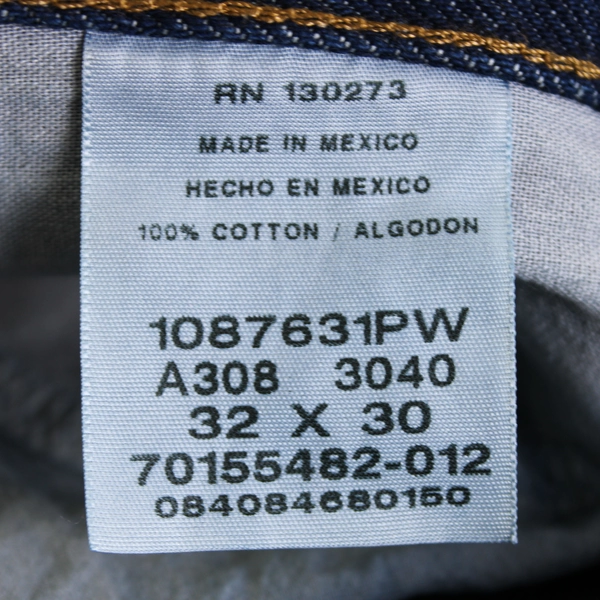 RN 130273
MADE IN MEXICO
HECHO EN MEXICO
100% COTTON / ALGODON
1087631PW
A308 3040
32 X 30
70155482-012
084084680150